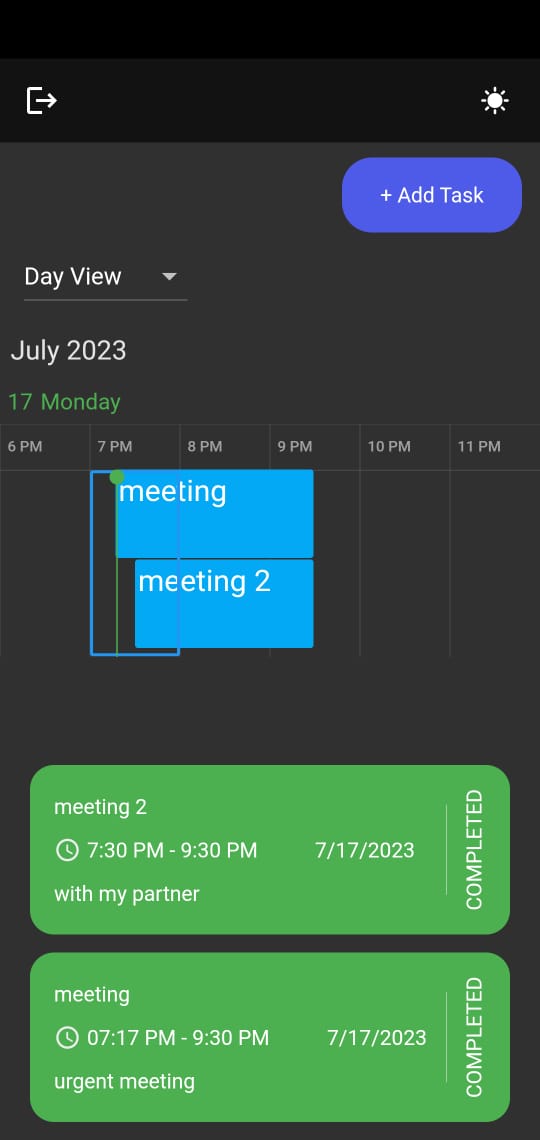 + Add Task
Day View
July 2023
17 Monday
6 PM 7 PM 8 PM 9 PM 10 PM 11 PM
meeting
meeting 2
meeting 2
7:30 PM - 9:30 PM 7/17/2023
with my partner
COMPLETED
meeting
07:17 PM - 9:30 PM 7/17/2023
urgent meeting
COMPLETED